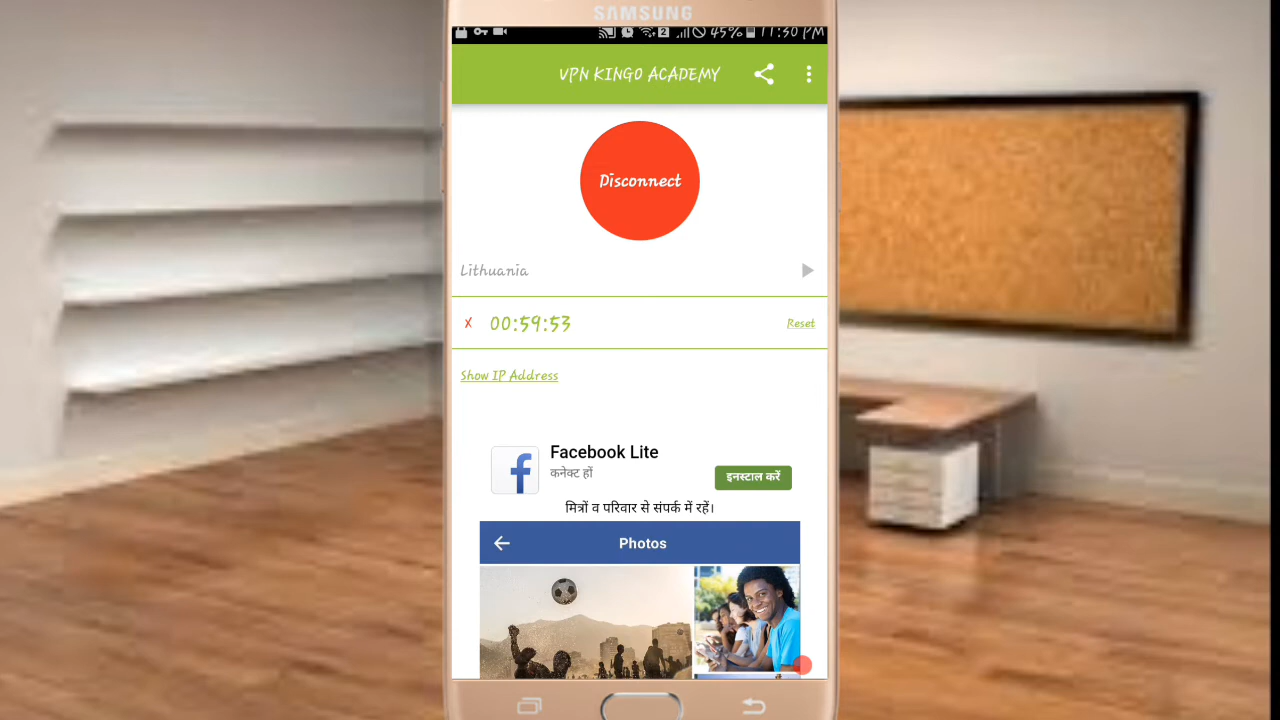 SAMSUNG
2 45% 11:30 PM
VPN KINGO ACADEMY
Disconnect
Lithuania
X 00:59:53 Reset
Show IP Address
Facebook Lite
कनेक्ट हों
इनस्टाल करें
मित्रों व परिवार से संपर्क में रहें।
Photos